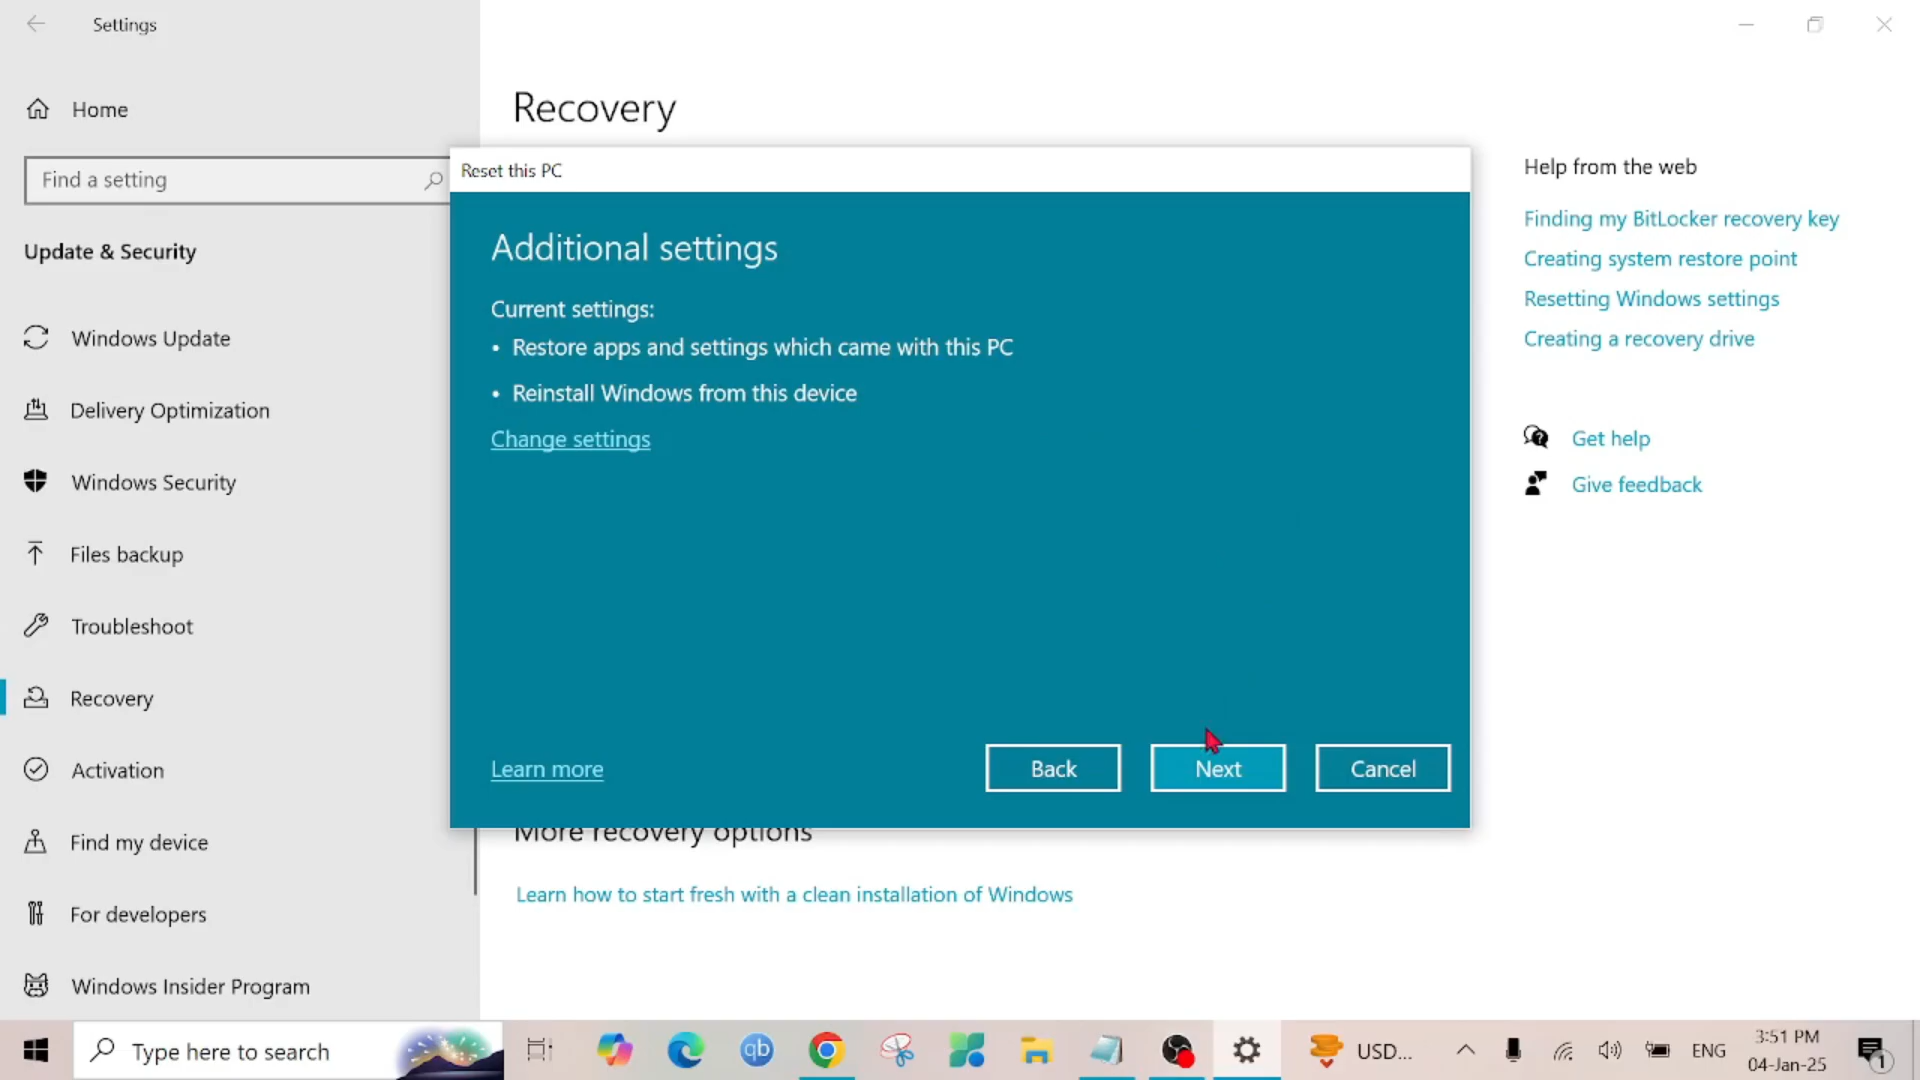 Settings
Home
Find a setting
Update & Security
Windows Update
Delivery Optimization
Windows Security
Files backup
Troubleshoot
Recovery
Activation
Find my device
For developers
Windows Insider Program
Recovery
Reset this PC
Additional settings
Current settings:
• Restore apps and settings which came with this PC
• Reinstall Windows from this device
Change settings
Learn more
Back
Next
Cancel
More recovery options
Learn how to start fresh with a clean installation of Windows
Help from the web
Finding my BitLocker recovery key
Creating system restore point
Resetting Windows settings
Creating a recovery drive
Get help
Give feedback
Type here to search
qb
USD...
ENG
3:51 PM
04-Jan-25
1